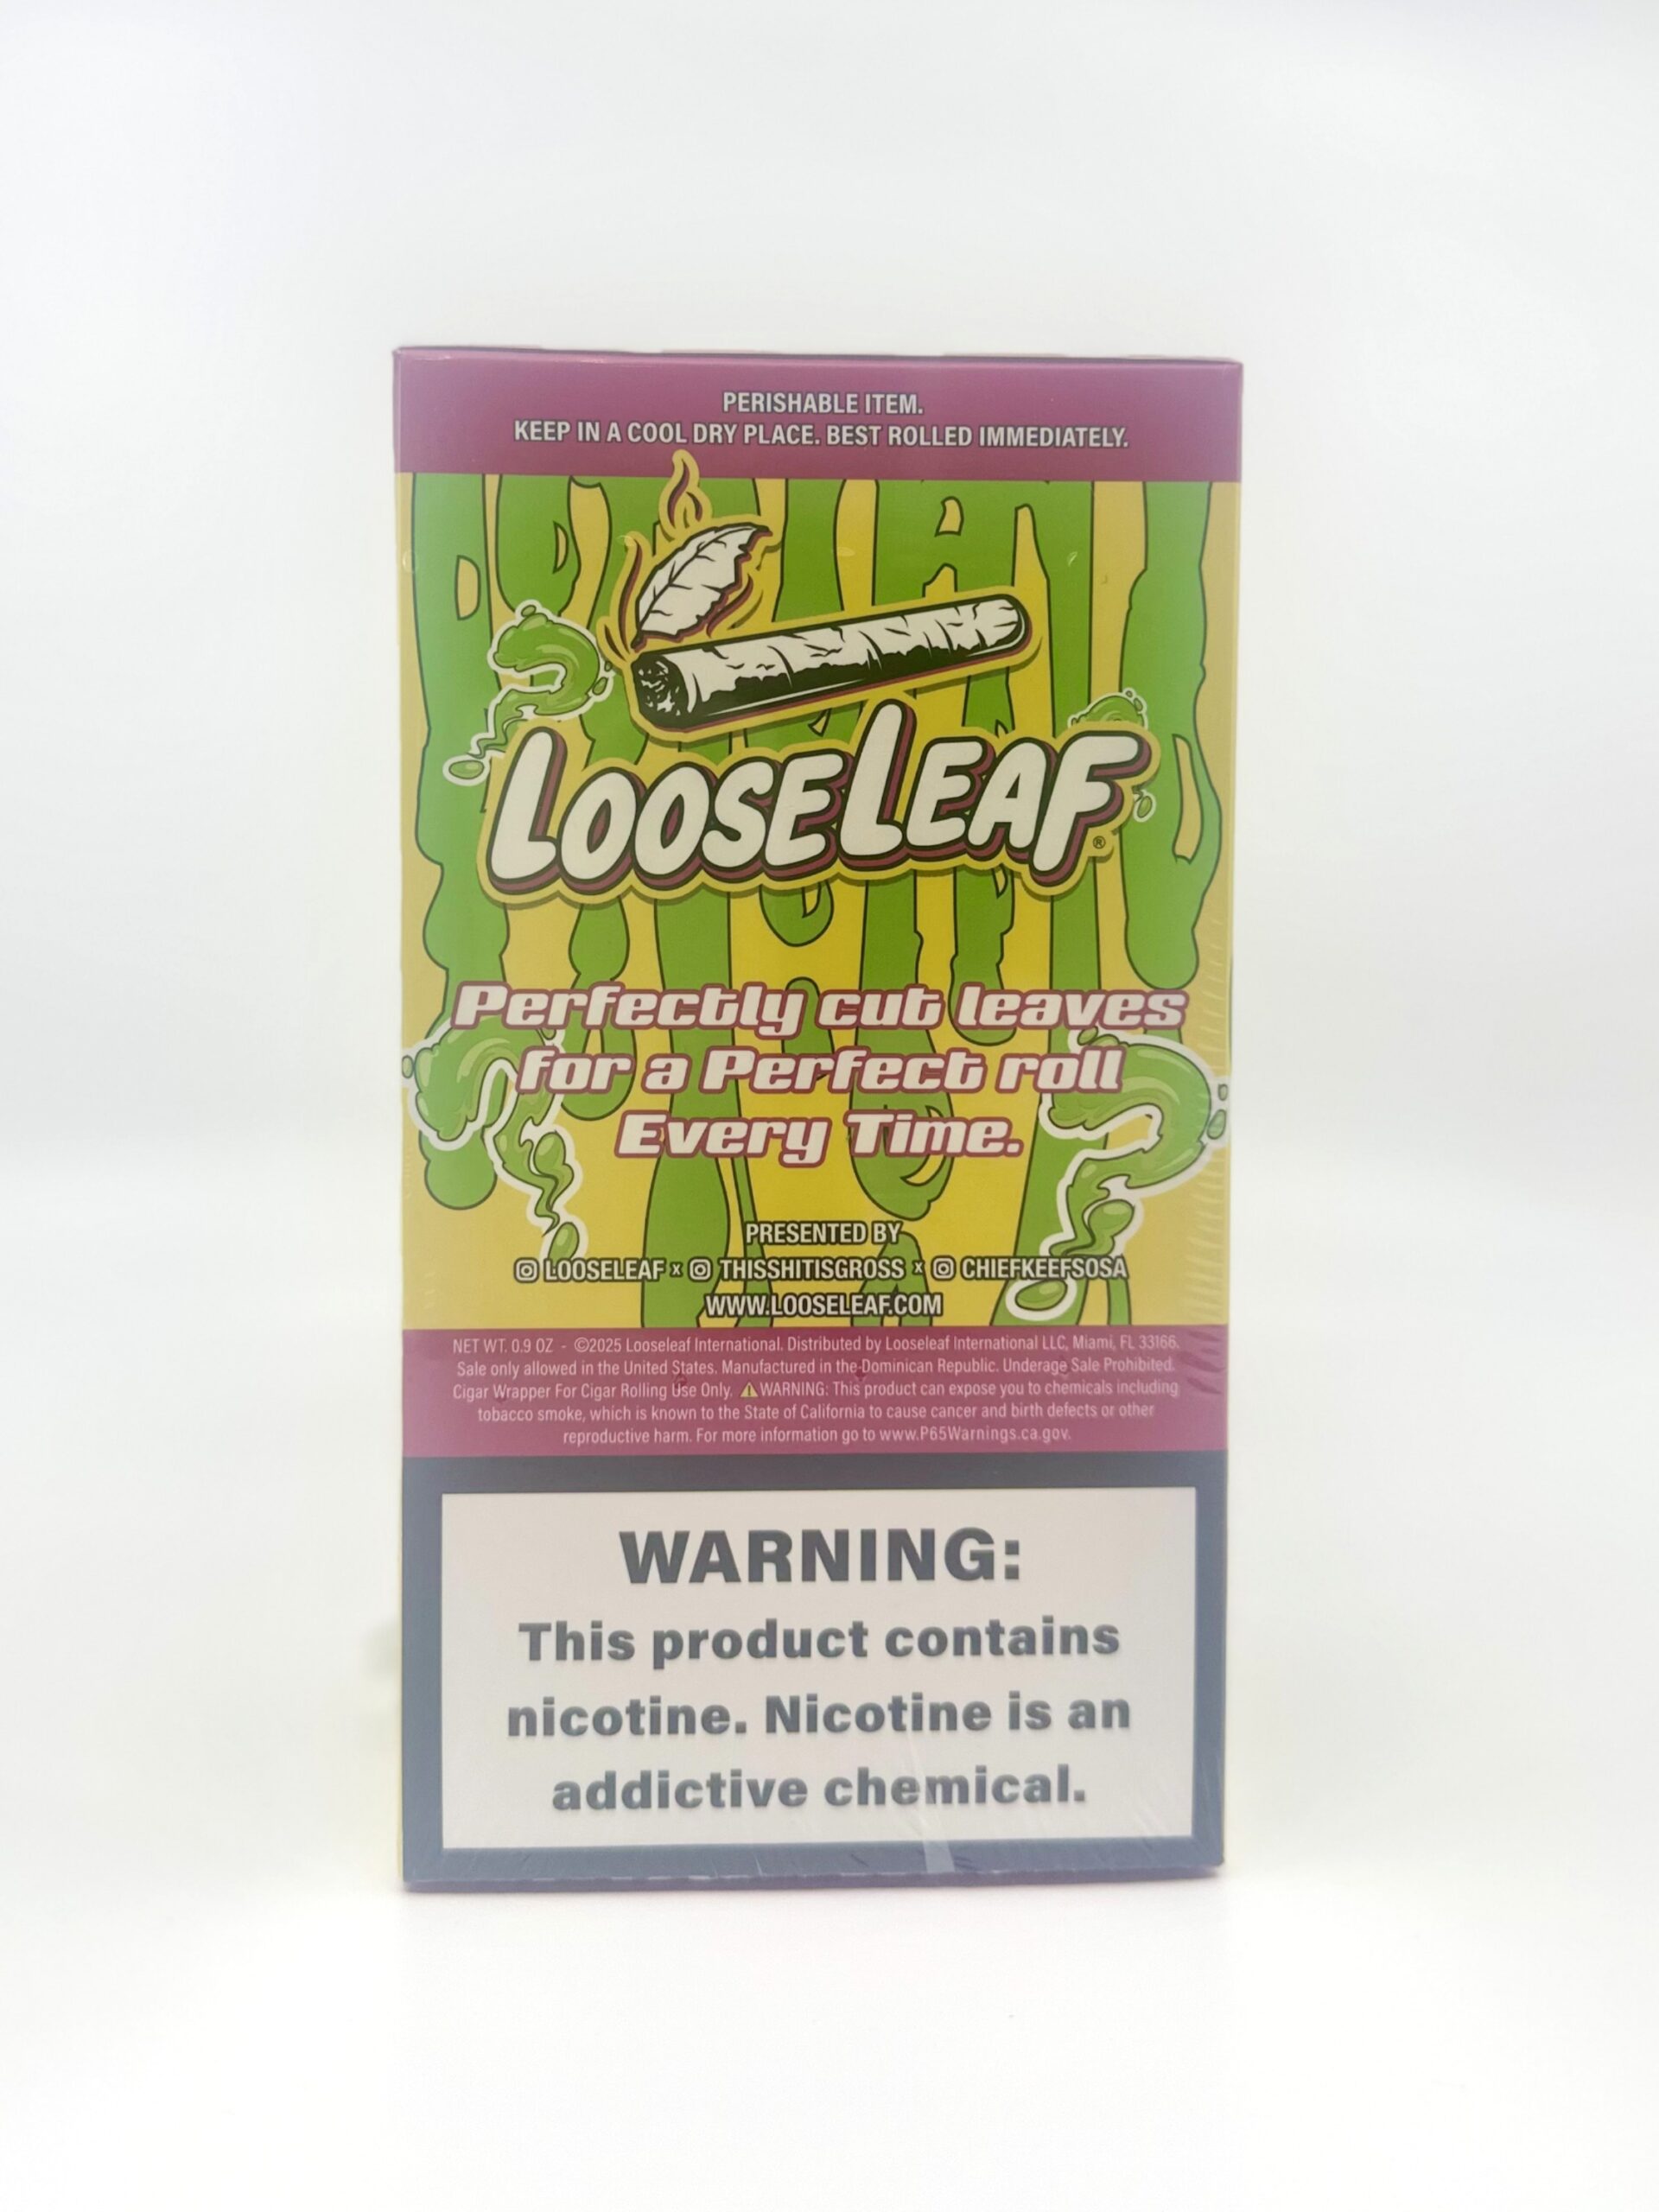 PERISHABLE ITEM.
KEEP IN A COOL DRY PLACE. BEST ROLLED IMMEDIATELY.
LOOSELEAF®
Perfectly cut leaves
for a Perfect roll
Every Time.
PRESENTED BY
LOOSELEAF x THISSHITISGROSS x CHIEFKEEFSOSA
WWW.LOOSELEAF.COM
NET WT. 0.9 OZ - ©2025 Looseleaf International. Distributed by Looseleaf International LLC, Miami, FL 33166.
Sale only allowed in the United States. Manufactured in the Dominican Republic. Underage Sale Prohibited.
Cigar Wrapper For Cigar Rolling Use Only. ⚠WARNING: This product can expose you to chemicals including
tobacco smoke, which is known to the State of California to cause cancer and birth defects or other
reproductive harm. For more information go to www.P65Warnings.ca.gov.
WARNING:
This product contains
nicotine. Nicotine is an
addictive chemical.